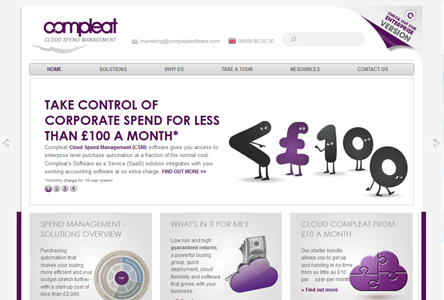 compleat
CLOUD SPEND MANAGEMENT
marketing@compleatsoftware.com
08456 80 20 30
CHECK OUT OUR
ENTERPRISE
VERSION
HOME SOLUTIONS WHY US TAKE A TOUR RESOURCES CONTACT US
TAKE CONTROL OF
CORPORATE SPEND FOR LESS
THAN £100 A MONTH*
Compleat Cloud Spend Management (CSM) software gives you access to
enterprise level purchase automation at a fraction of the normal cost.
Compleat's Software as a Service (SaaS) solution integrates with your
existing accounting software at no extra charge. FIND OUT MORE >>
*monthly charge for 10 user system
1 2 3 4
<£100
SPEND MANAGEMENT -
SOLUTIONS OVERVIEW
Purchasing
automation that
makes your buying
more efficient and your
budget stretch further -
with a start-up cost of
less than £2,000.
WHAT'S IN IT FOR ME?
Low risk and high
guaranteed returns,
a powerful buying
group, quick
deployment, cloud
flexibility and software
that grows with your
business.
CLOUD COMPLEAT FROM
£10 A MONTH
Our starter bundle
allows you to get up
and running in no time
from as little as £10
per user per month.
» Find out more